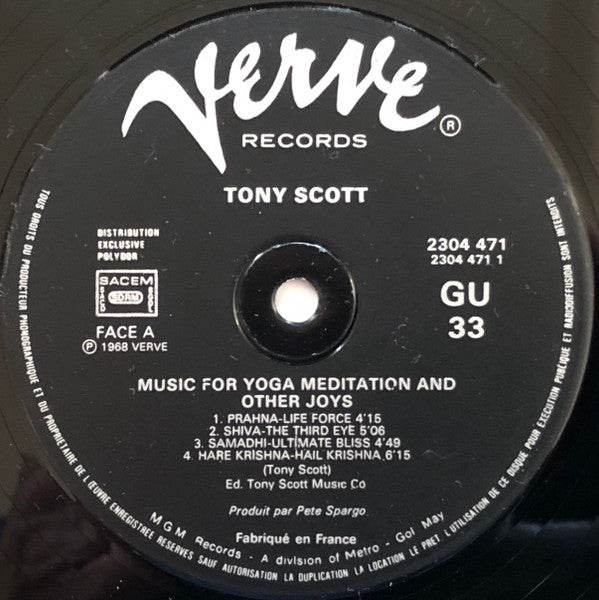 Verve
®
RECORDS
TONY SCOTT
DISTRIBUTION
EXCLUSIVE
POLYDOR
SACEM
SACD SDRM SGDL
FACE A
℗ 1968 VERVE
2304 471
2304 471 1
GU
33
MUSIC FOR YOGA MEDITATION AND
OTHER JOYS
1. PRAHNA-LIFE FORCE 4'15
2. SHIVA-THE THIRD EYE 5'06
3. SAMADHI-ULTIMATE BLISS 4'49
4. HARE KRISHNA-HAIL KRISHNA 6'15
(Tony Scott)
Ed. Tony Scott Music Co
Produit par Pete Spargo
Fabriqué en France
MGM Records - A division of Metro - Gol May
TOUS DROITS DU PRODUCTEUR PHONOGRAPHIQUE ET DU PROPRIETAIRE DE L'ŒUVRE ENREGISTREE RESERVES SAUF AUTORISATION LA DUPLICATION LA LOCATION LE PRET L'UTILISATION DE CE DISQUE POUR EXECUTION PUBLIQUE ET RADIODIFFUSION SONT INTERDITS